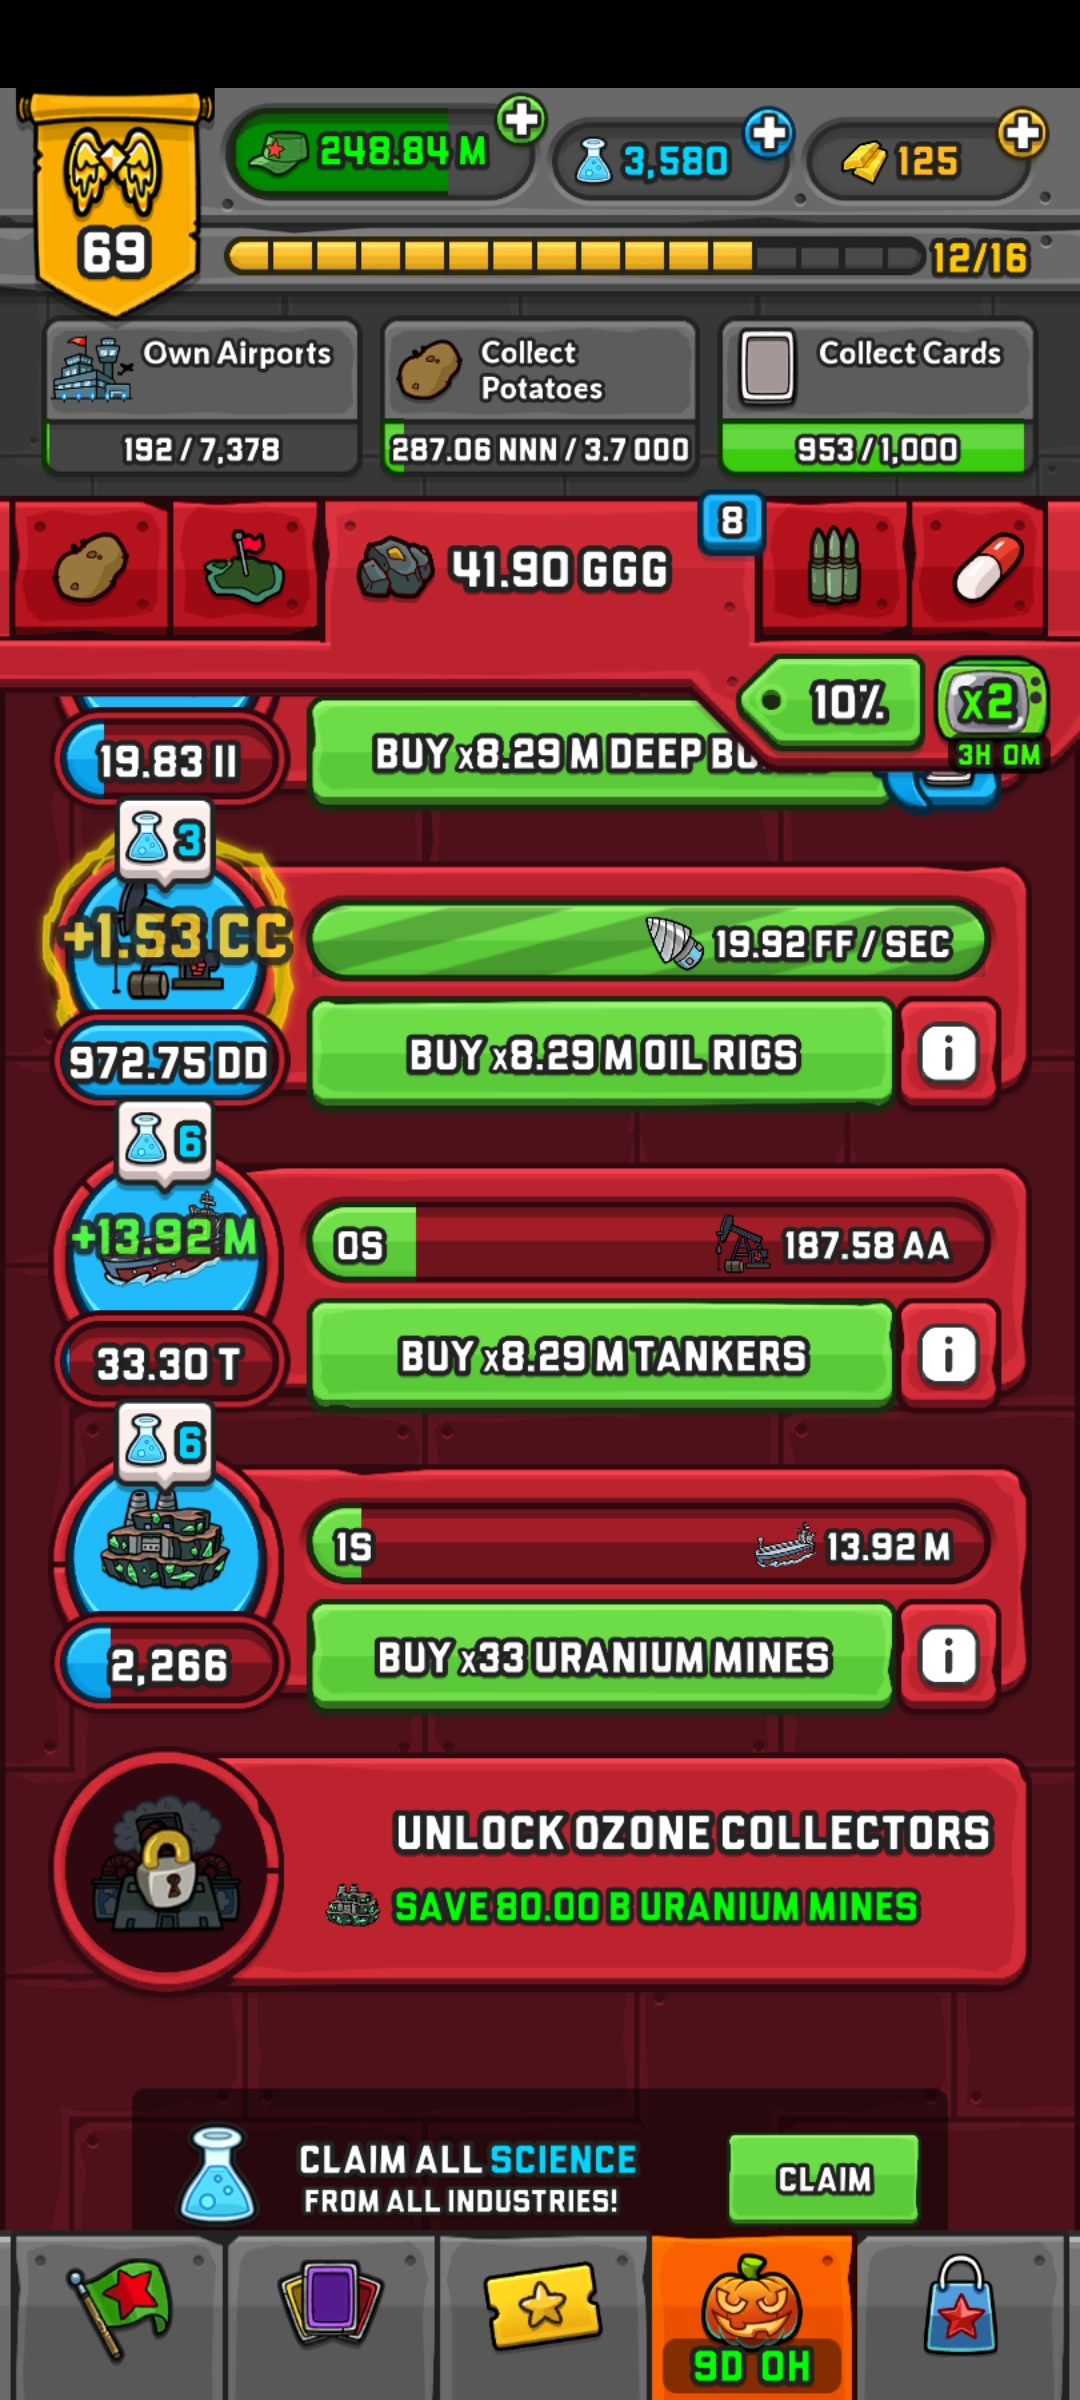 248.84 M
3,580
125
69
12/16
Own Airports
192 / 7,378
Collect
Potatoes
287.06 NNN / 3.7 OOO
Collect Cards
953 / 1,000
41.90 GGG
8
10%
x2
3H 0M
19.83 II
BUY x8.29 M DEEP
3
+1.53 CC
19.92 FF / SEC
972.75 DD
BUY x8.29 M OIL RIGS
i
6
+13.92 M
0S
187.58 AA
33.30 T
BUY x8.29 M TANKERS
i
6
1S
13.92 M
2,266
BUY x33 URANIUM MINES
i
UNLOCK OZONE COLLECTORS
SAVE 80.00 B URANIUM MINES
CLAIM ALL SCIENCE
FROM ALL INDUSTRIES!
CLAIM
9D 0H